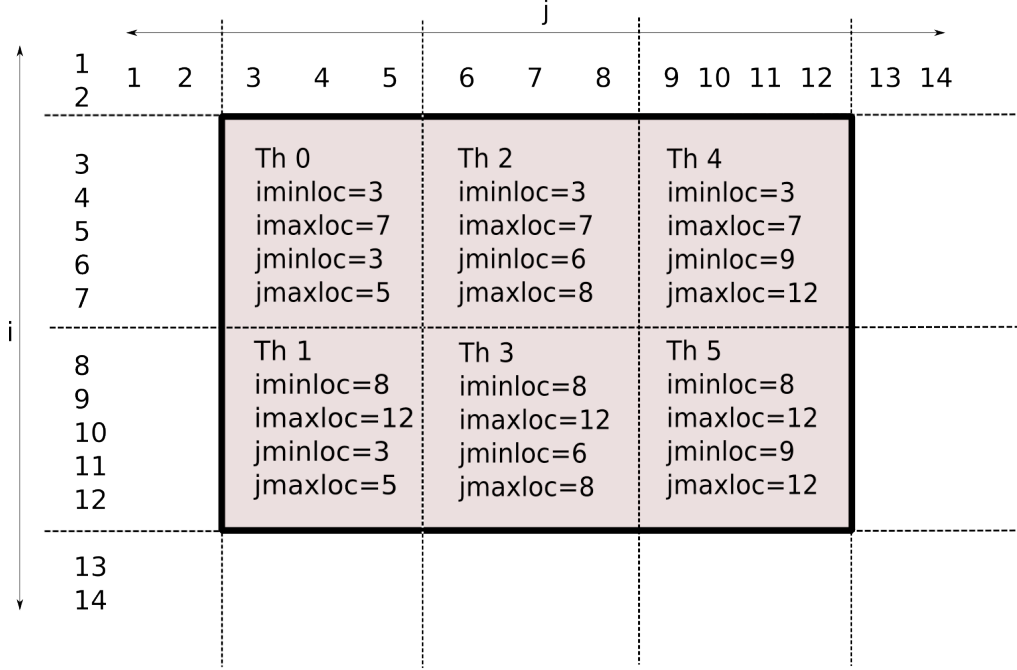 j
1 2 3 4 5 6 7 8 9 10 11 12 13 14
i
1
2
3
4
5
6
7
8
9
10
11
12
13
14
Th 0
iminloc=3
imaxloc=7
jminloc=3
jmaxloc=5
Th 2
iminloc=3
imaxloc=7
jminloc=6
jmaxloc=8
Th 4
iminloc=3
imaxloc=7
jminloc=9
jmaxloc=12
Th 1
iminloc=8
imaxloc=12
jminloc=3
jmaxloc=5
Th 3
iminloc=8
imaxloc=12
jminloc=6
jmaxloc=8
Th 5
iminloc=8
imaxloc=12
jminloc=9
jmaxloc=12